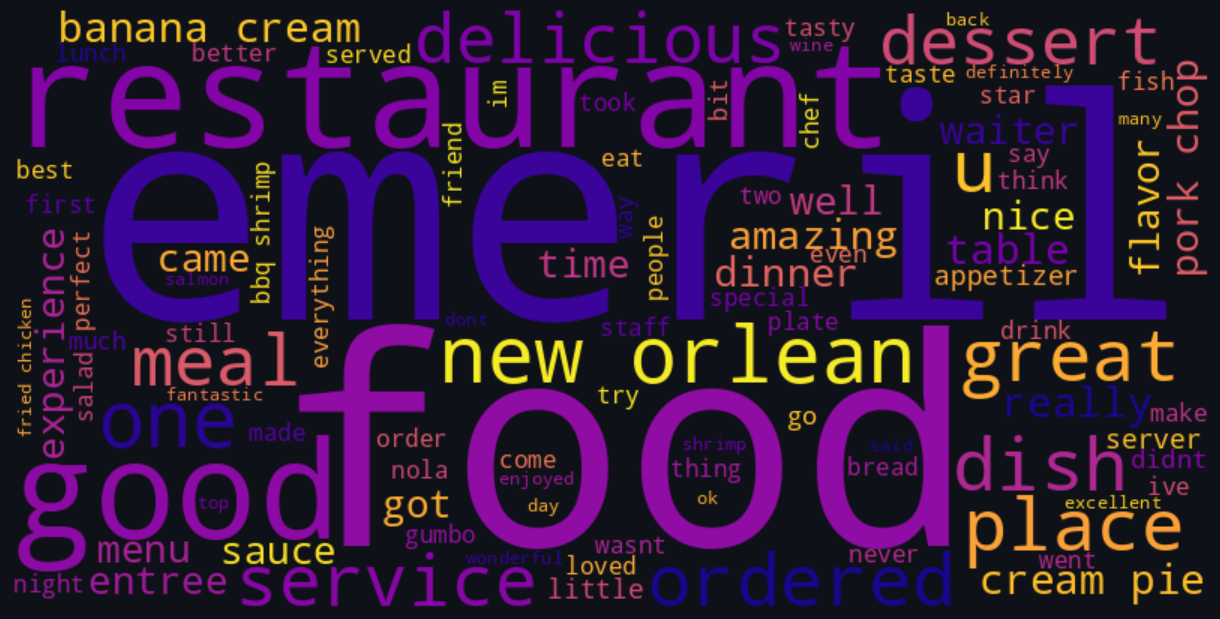 banana cream
delicious
tasty
back
dessert
lunch
better
served
wine
restaurant
taste
definitely
fish
im
took
bit
chef
star
many
pork chop
waiter
emeril
best
friend
eat
u
say
think
flavor
first
bbq shrimp
way
two
well
nice
experience
perfect
came
salmon
everything
time
people
amazing
even
table
dinner
appetizer
special
fried chicken
much
salad
still
meal
dont
staff
plate
drink
food
new orlean
great
fantastic
try
really
one
made
go
make
good
order
nola
come
enjoyed
shrimp
thing
said
bread
dish
server
didnt
ive
top
got
day
ok
excellent
place
gumbo
menu
sauce
wonderful
wasnt
loved
never
went
night
entree
service
little
ordered
cream pie